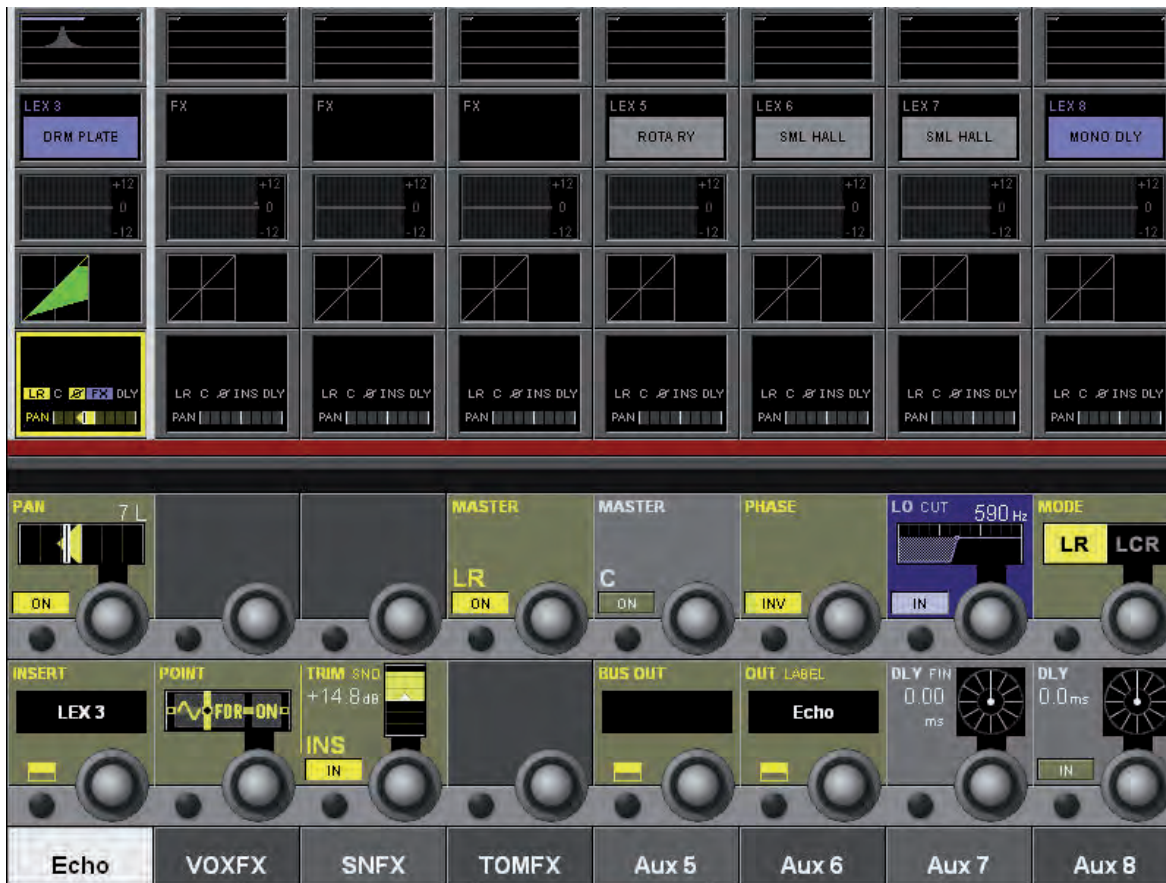 LEX 3 FX FX FX LEX 5 LEX 6 LEX 7 LEX 8
DRM PLATE ROTA RY SML HALL SML HALL MONO DLY
+12 +12 +12 +12 +12 +12 +12 +12
0 0 0 0 0 0 0 0
-12 -12 -12 -12 -12 -12 -12 -12
LR C Ø FX DLY LR C Ø INS DLY LR C Ø INS DLY LR C Ø INS DLY LR C Ø INS DLY LR C Ø INS DLY LR C Ø INS DLY LR C Ø INS DLY
PAN PAN PAN PAN PAN PAN PAN PAN
PAN 7 L MASTER MASTER PHASE LO CUT 590 Hz MODE
LR LCR
LR C
ON ON ON INV IN
INSERT POINT TRIM SND BUS OUT OUT LABEL DLY FIN DLY
+14.8dB 0.00 0.0ms
LEX 3 FDR ON Echo ms
INS
IN IN
Echo VOXFX SNFX TOMFX Aux 5 Aux 6 Aux 7 Aux 8